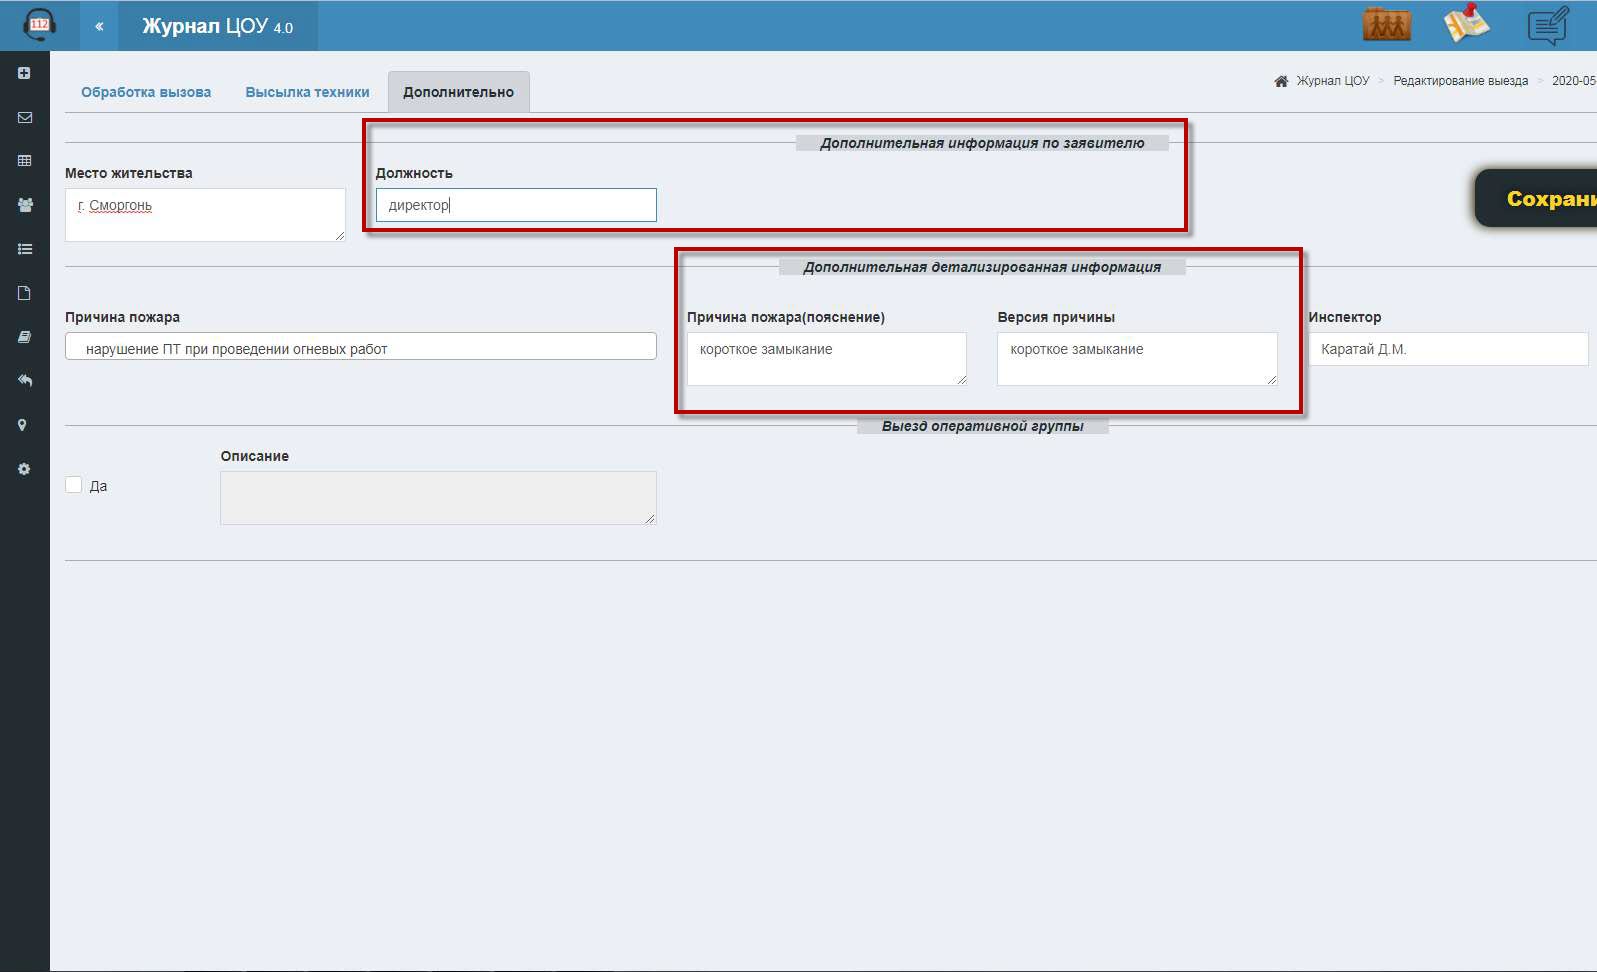 112 « Журнал ЦОУ 4.0
Обработка вызова Высылка техники Дополнительно
Журнал ЦОУ > Редактирование выезда > 2020-05
Дополнительная информация по заявителю
Место жительства Должность
г. Сморгонь директор
Сохрани
Дополнительная детализированная информация
Причина пожара Причина пожара(пояснение) Версия причины Инспектор
нарушение ПТ при проведении огневых работ короткое замыкание короткое замыкание Каратай Д.М.
Выезд оперативной группы
Описание
Да